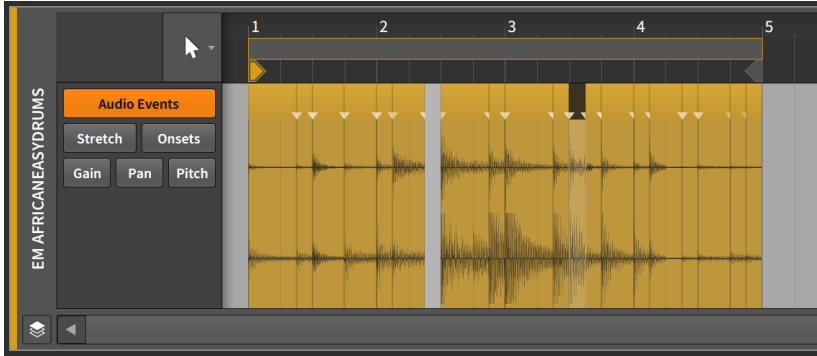 1 2 3 4 5
EM AFRICANEASYDRUMS
Audio Events
Stretch Onsets
Gain Pan Pitch